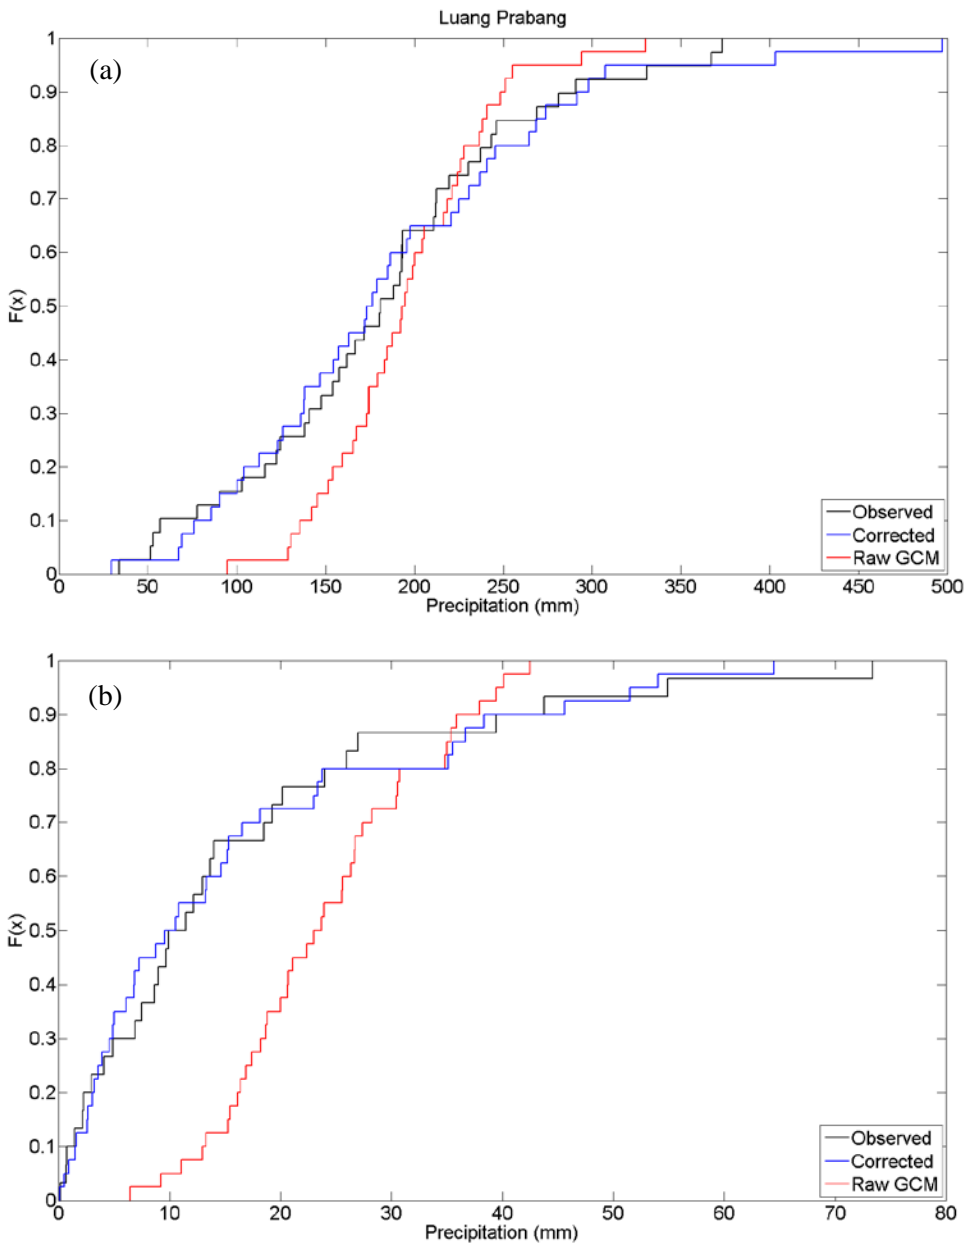 Luang Prabang
(a)
1
0.9
0.8
0.7
0.6
0.5
0.4
0.3
0.2
0.1
0
F(x)
Observed
Corrected
Raw GCM
0 50 100 150 200 250 300 350 400 450 500
Precipitation (mm)
(b)
1
0.9
0.8
0.7
0.6
0.5
0.4
0.3
0.2
0.1
0
F(x)
Observed
Corrected
Raw GCM
0 10 20 30 40 50 60 70 80
Precipitation (mm)